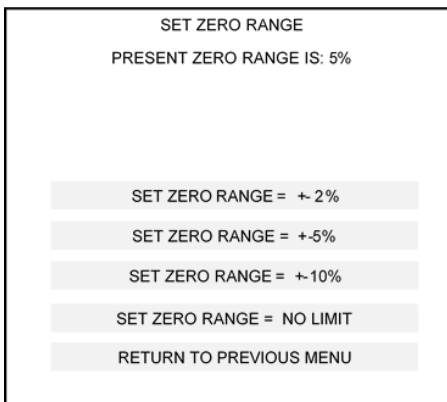 SET ZERO RANGE
PRESENT ZERO RANGE IS: 5%
SET ZERO RANGE = +- 2%
SET ZERO RANGE = +-5%
SET ZERO RANGE = +-10%
SET ZERO RANGE = NO LIMIT
RETURN TO PREVIOUS MENU